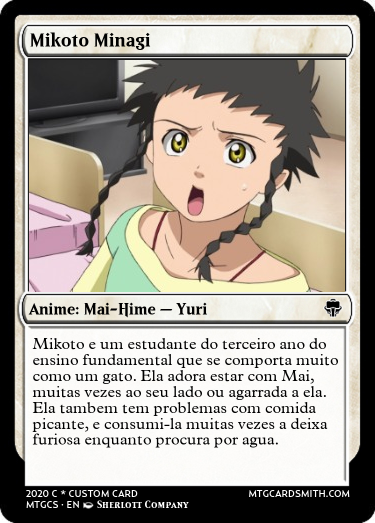 Mikoto Minagi
Anime: Mai-Hime — Yuri
Mikoto e um estudante do terceiro ano do
ensino fundamental que se comporta muito
como um gato. Ela adora estar com Mai,
muitas vezes ao seu lado ou agarrada a ela.
Ela tambem tem problemas com comida
picante, e consumi-la muitas vezes a deixa
furiosa enquanto procura por agua.
2020 C * CUSTOM CARD
MTGCARDSMITH.COM
MTGCS · EN Sherlott Company